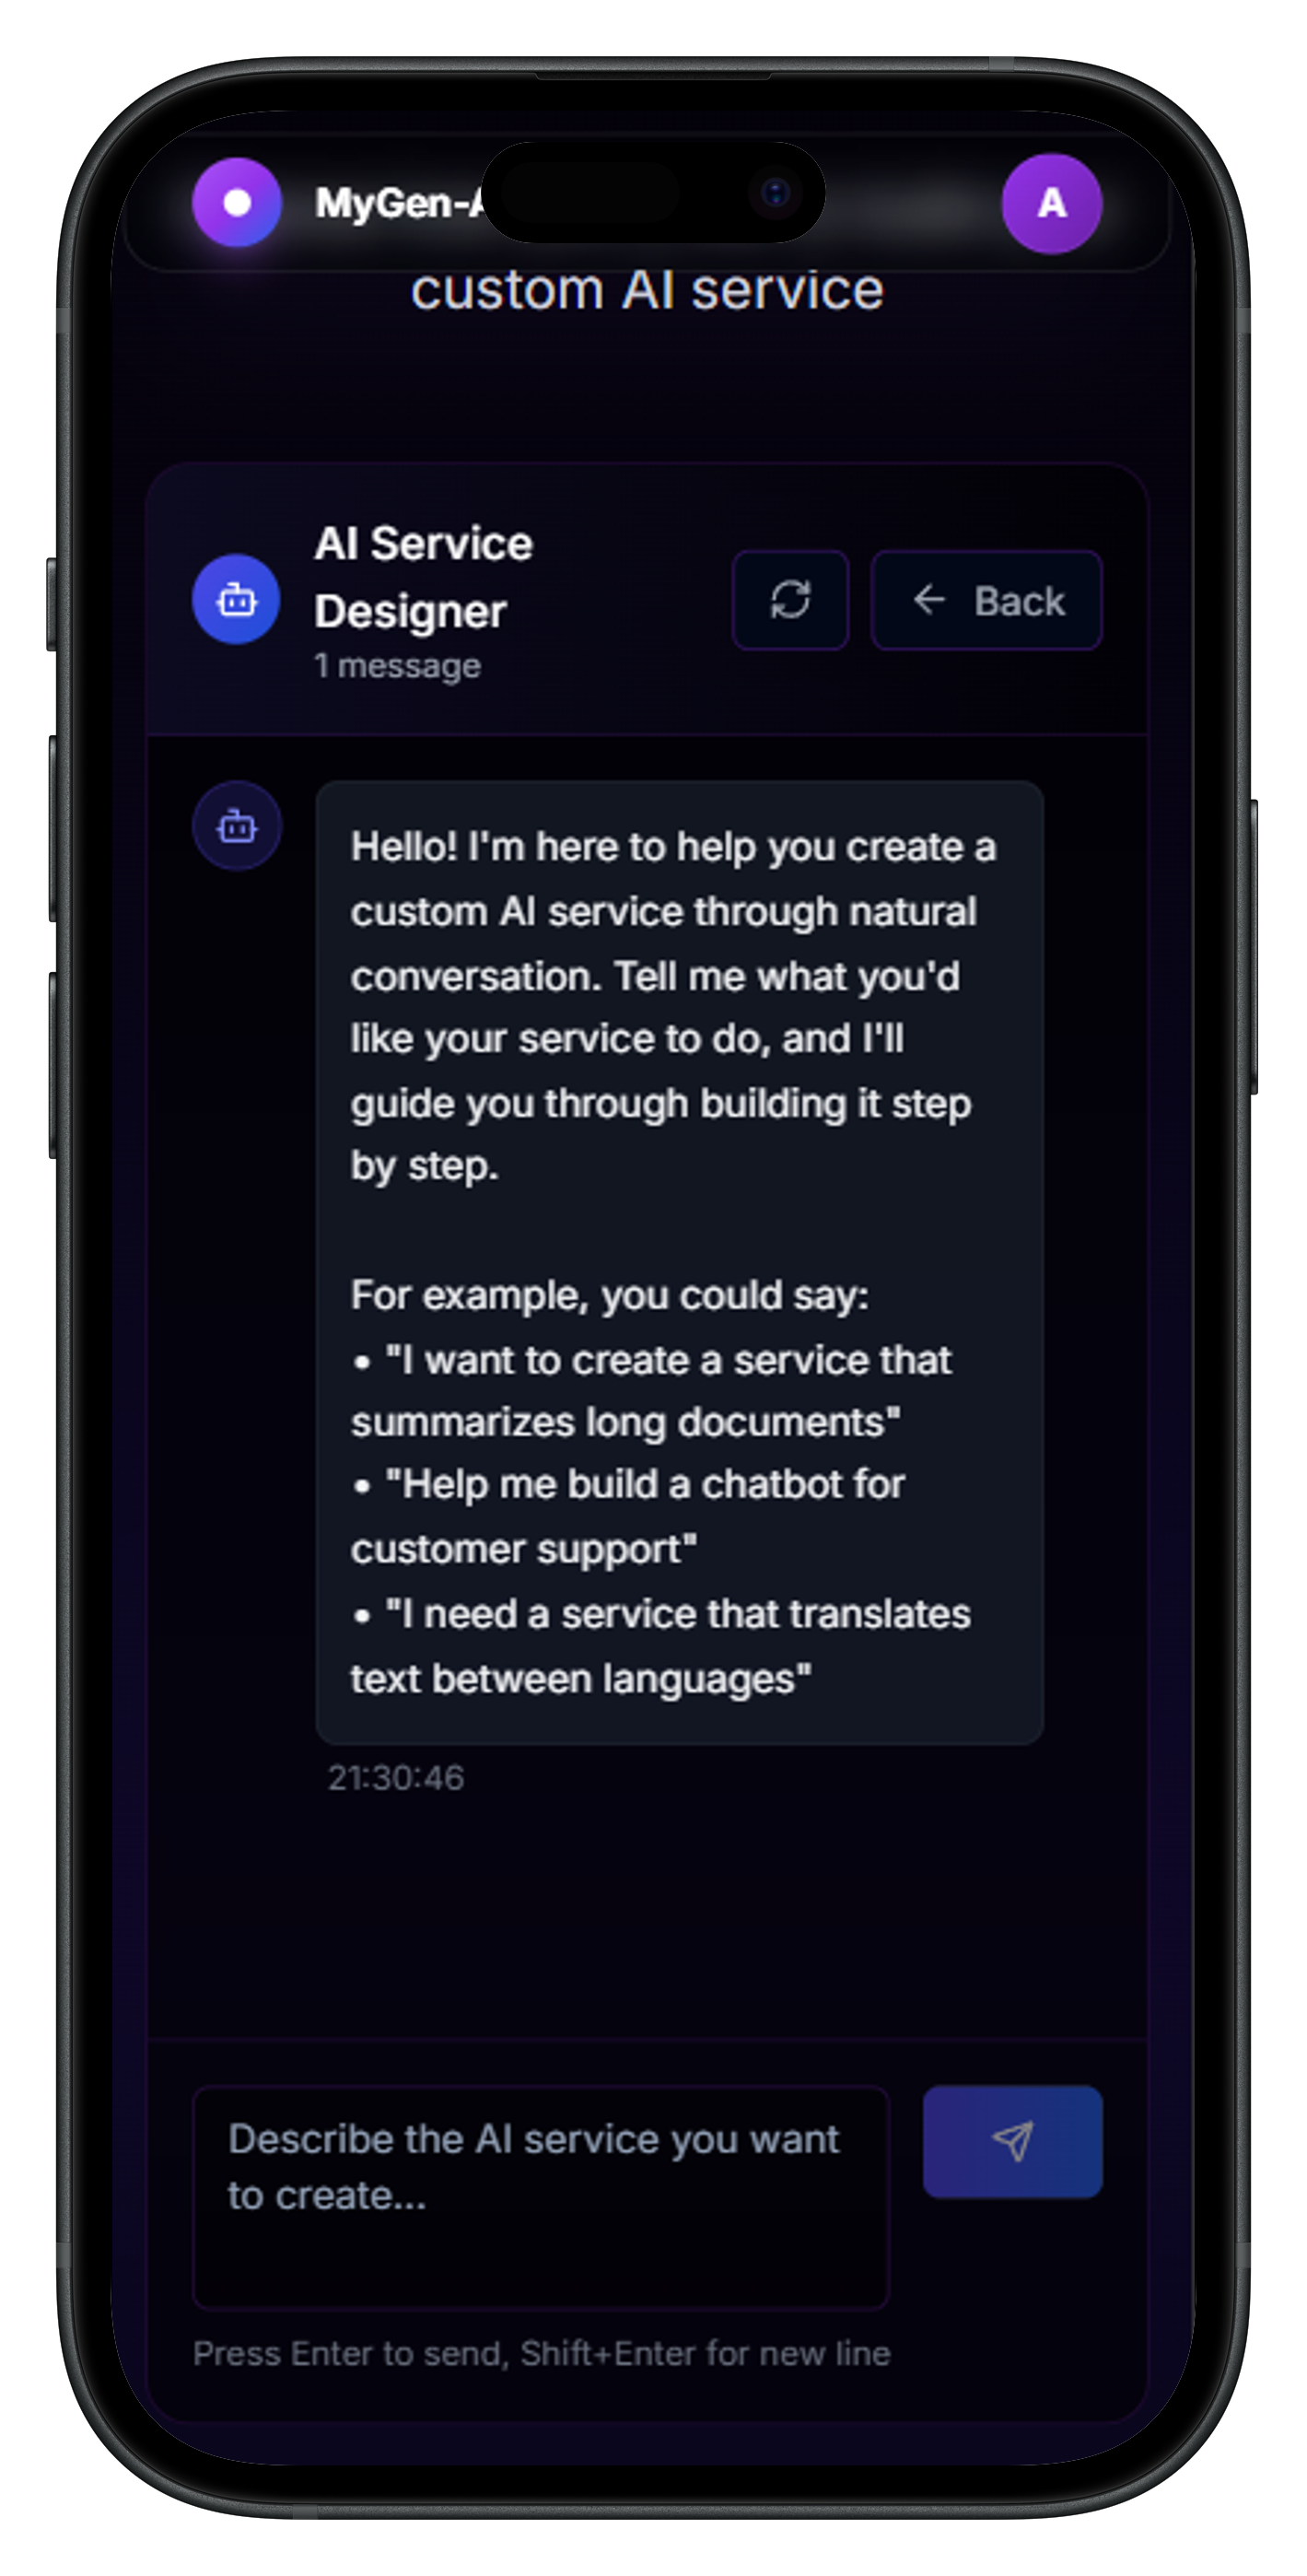 MyGen-A
A
custom AI service
AI Service
Designer
1 message
Back
Hello! I'm here to help you create a
custom AI service through natural
conversation. Tell me what you'd
like your service to do, and I'll
guide you through building it step
by step.
For example, you could say:
• "I want to create a service that
summarizes long documents"
• "Help me build a chatbot for
customer support"
• "I need a service that translates
text between languages"
21:30:46
Describe the AI service you want
to create...
Press Enter to send, Shift+Enter for new line